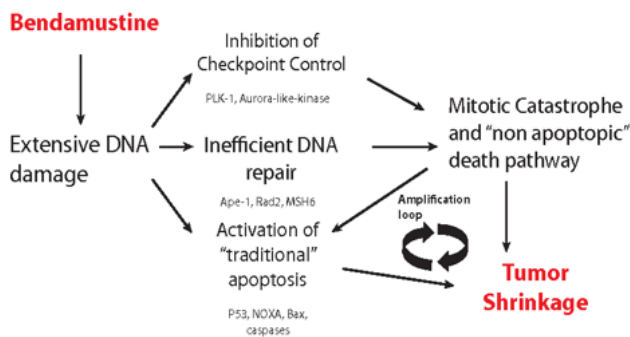 Bendamustine
Inhibition of
Checkpoint Control
PLK-1, Aurora-like-kinase
Extensive DNA
damage
Inefficient DNA
repair
Ape-1, Rad2, MSH6
Mitotic Catastrophe
and “non apoptopic”
death pathway
Activation of
“traditional”
apoptosis
P53, NOXA, Bax,
caspases
Amplification
loop
Tumor
Shrinkage